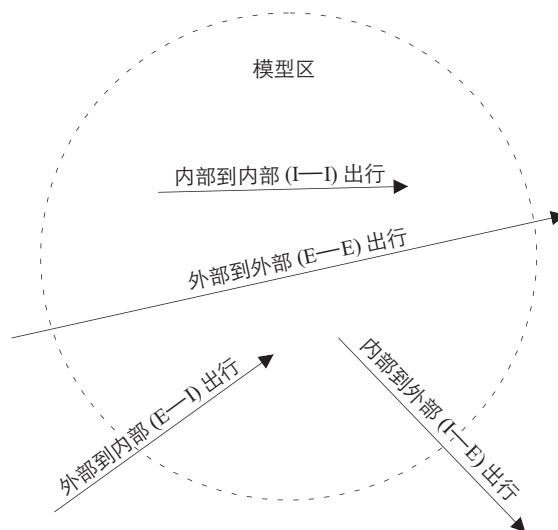 模型区
内部到内部 (I—I) 出行
外部到外部 (E—E) 出行
外部到内部 (E—I) 出行
内部到外部 (I—E) 出行